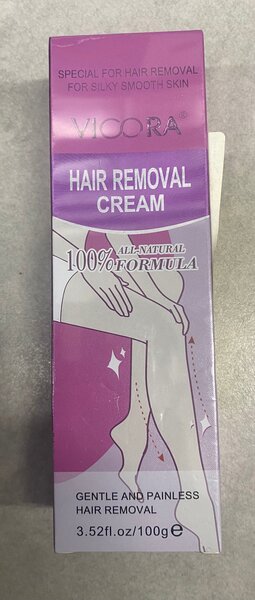 SPECIAL FOR HAIR REMOVAL
FOR SILKY SMOOTH SKIN
VICORA®
HAIR REMOVAL
CREAM
100% ALL-NATURAL
FORMULA
GENTLE AND PAINLESS
HAIR REMOVAL
3.52fl.oz/100g℮